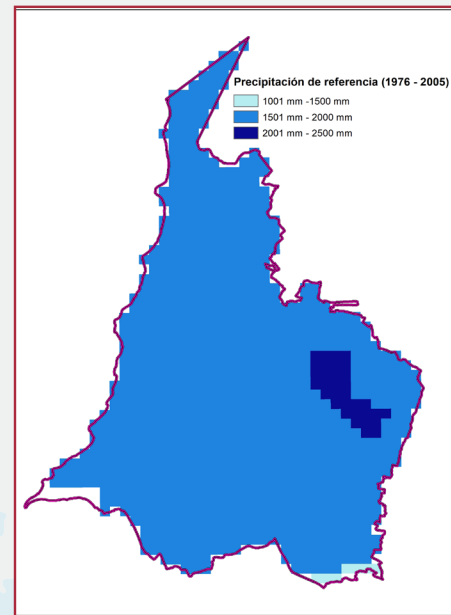 Precipitación de referencia (1976 - 2005)
1001 mm -1500 mm
1501 mm - 2000 mm
2001 mm - 2500 mm